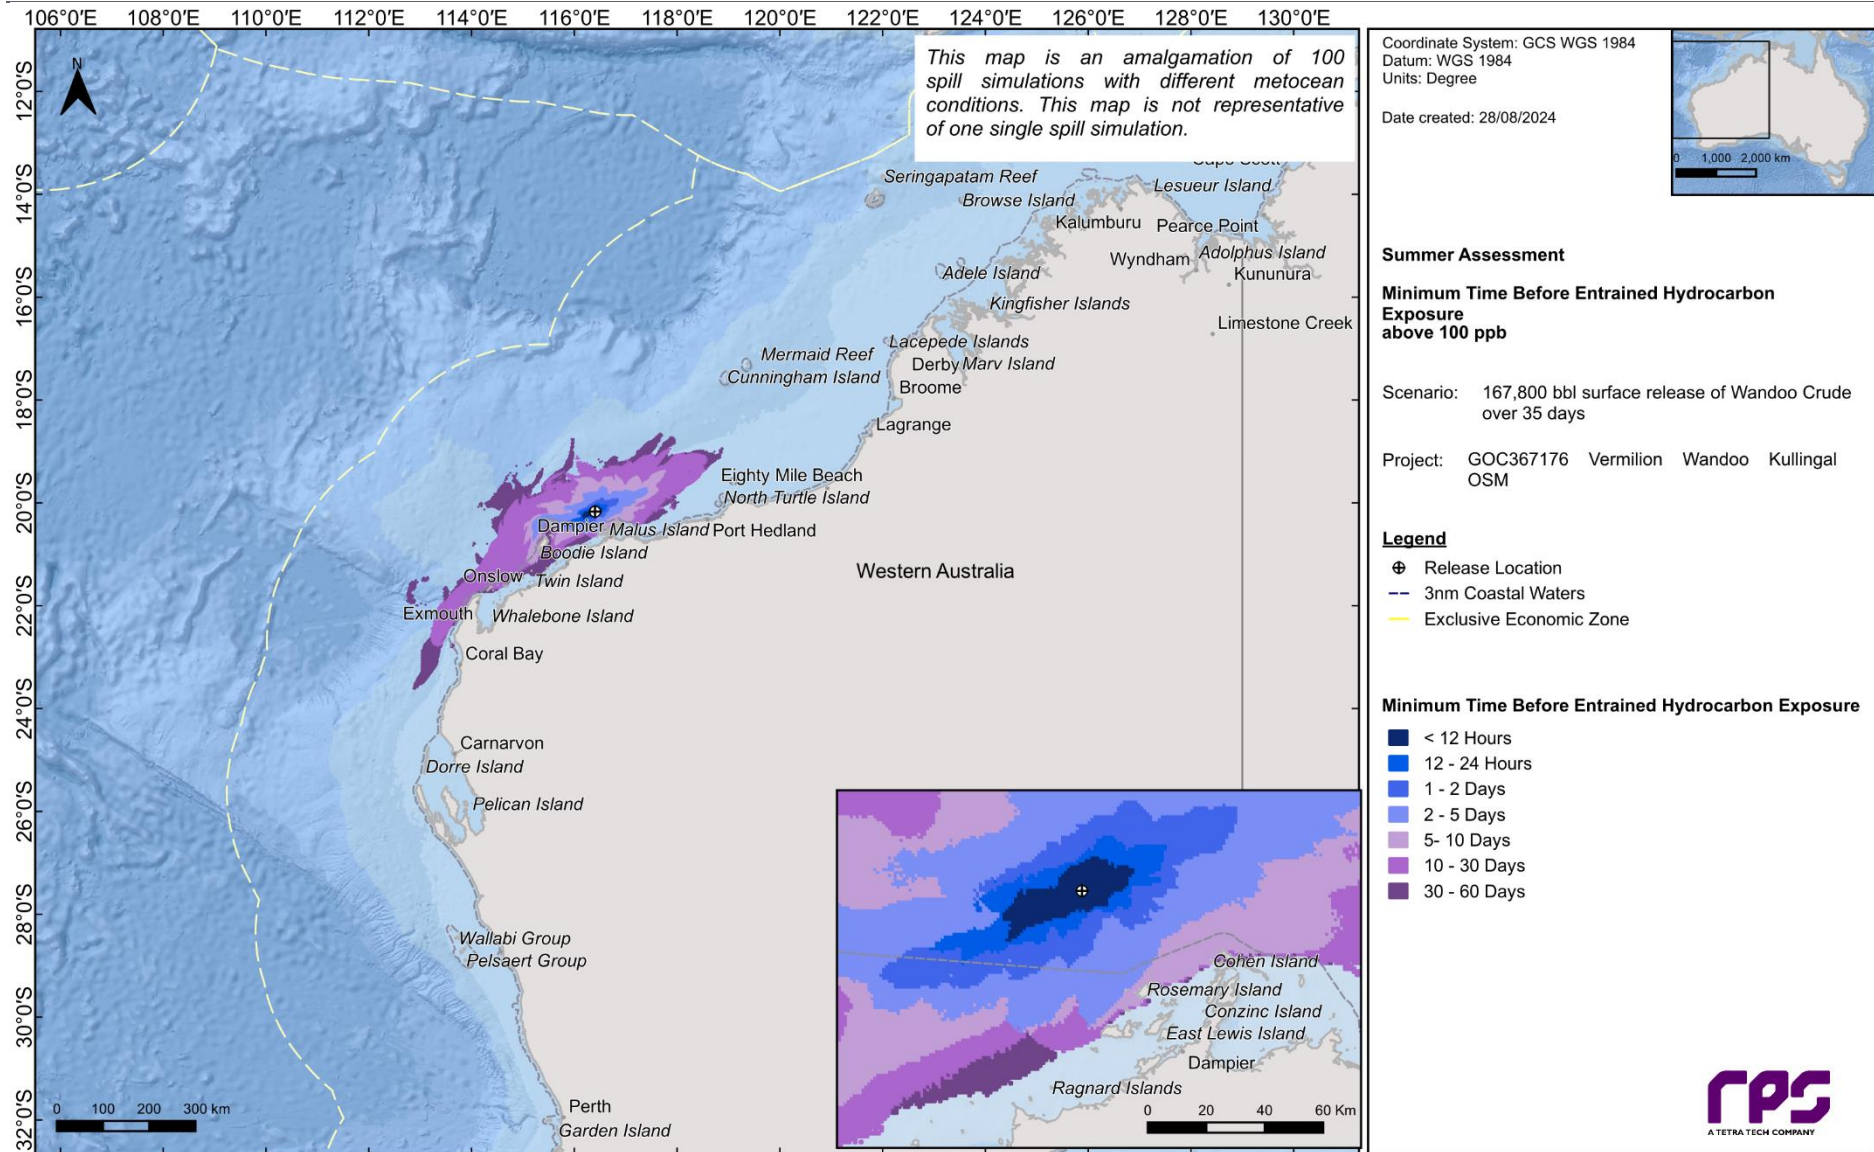 106°0'E 108°0'E 110°0'E 112°0'E 114°0'E 116°0'E 118°0'E 120°0'E 122°0'E 124°0'E 126°0'E 128°0'E 130°0'E
12°0'S
14°0'S
16°0'S
18°0'S
20°0'S
22°0'S
24°0'S
26°0'S
28°0'S
30°0'S
32°0'S
N
This map is an amalgamation of 100
spill simulations with different metocean
conditions. This map is not representative
of one single spill simulation.
Seringapatam Reef
Browse Island
Lesueur Island
Kalumburu
Pearce Point
Wyndham
Adolphus Island
Kununura
Adele Island
Kingfisher Islands
Limestone Creek
Lacepede Islands
Mermaid Reef
Cunningham Island
Derby
Mary Island
Broome
Lagrange
Eighty Mile Beach
North Turtle Island
Dampier
Malus Island
Port Hedland
Boodie Island
Onslow
Twin Island
Western Australia
Exmouth
Whalebone Island
Coral Bay
Carnarvon
Dorre Island
Pelican Island
Wallabi Group
Pelsaert Group
Perth
Garden Island
0 100 200 300 km
Cohen Island
Rosemary Island
Conzinc Island
East Lewis Island
Dampier
Ragnard Islands
0 20 40 60 Km
Coordinate System: GCS WGS 1984
Datum: WGS 1984
Units: Degree
Date created: 28/08/2024
0 1,000 2,000 km
Summer Assessment
Minimum Time Before Entrained Hydrocarbon
Exposure
above 100 ppb
Scenario: 167,800 bbl surface release of Wandoo Crude
over 35 days
Project: GOC367176 Vermilion Wandoo Kullingal
OSM
Legend
Release Location
3nm Coastal Waters
Exclusive Economic Zone
Minimum Time Before Entrained Hydrocarbon Exposure
< 12 Hours
12 - 24 Hours
1 - 2 Days
2 - 5 Days
5- 10 Days
10 - 30 Days
30 - 60 Days
rps
A TETRA TECH COMPANY